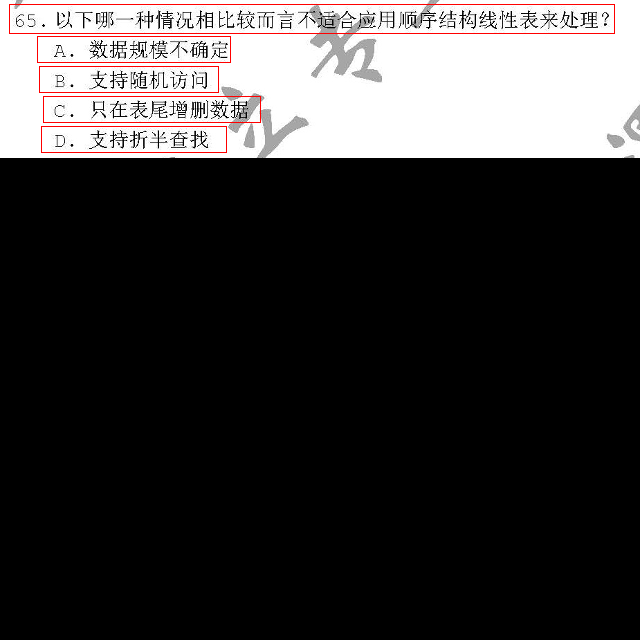 65．以下哪一种情况相比较而言不适合应用顺序结构线性表来处理？
A．数据规模不确定
B．支持随机访问
C．只在表尾增删数据
D．支持折半查找